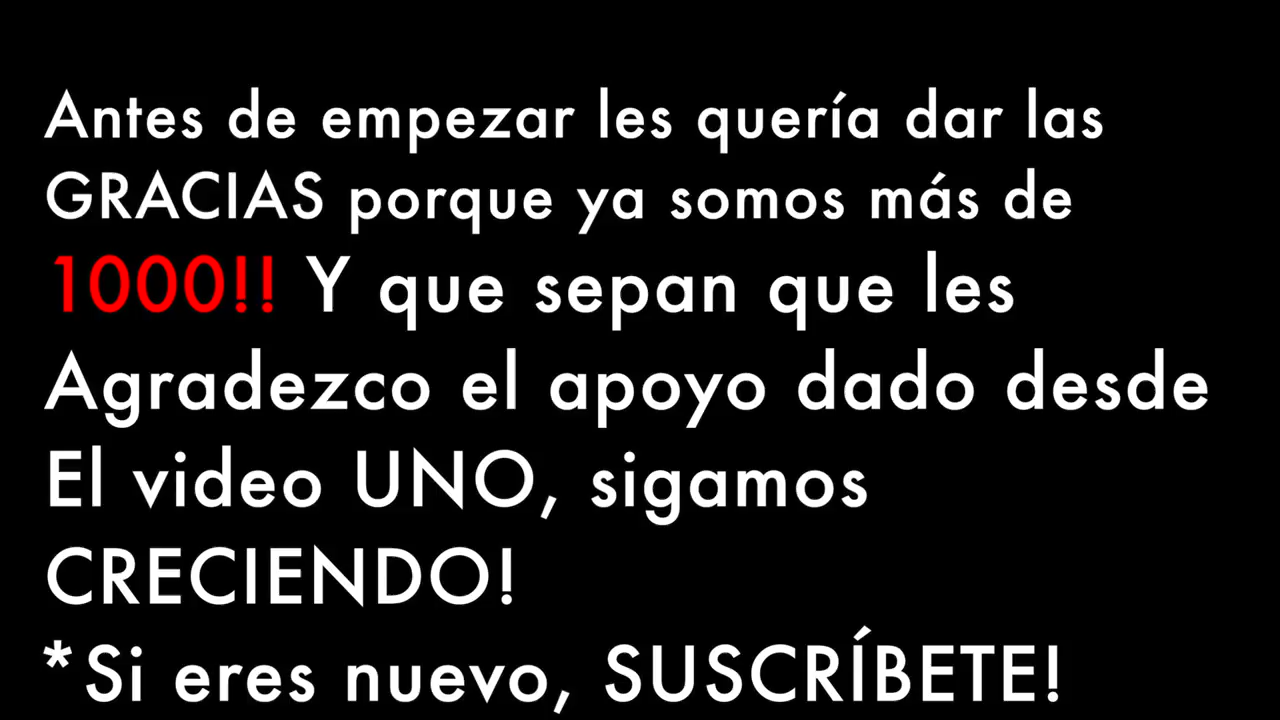 Antes de empezar les quería dar las
GRACIAS porque ya somos más de
1000!! Y que sepan que les
Agradezco el apoyo dado desde
El video UNO, sigamos
CRECIENDO!
*Si eres nuevo, SUSCRÍBETE!